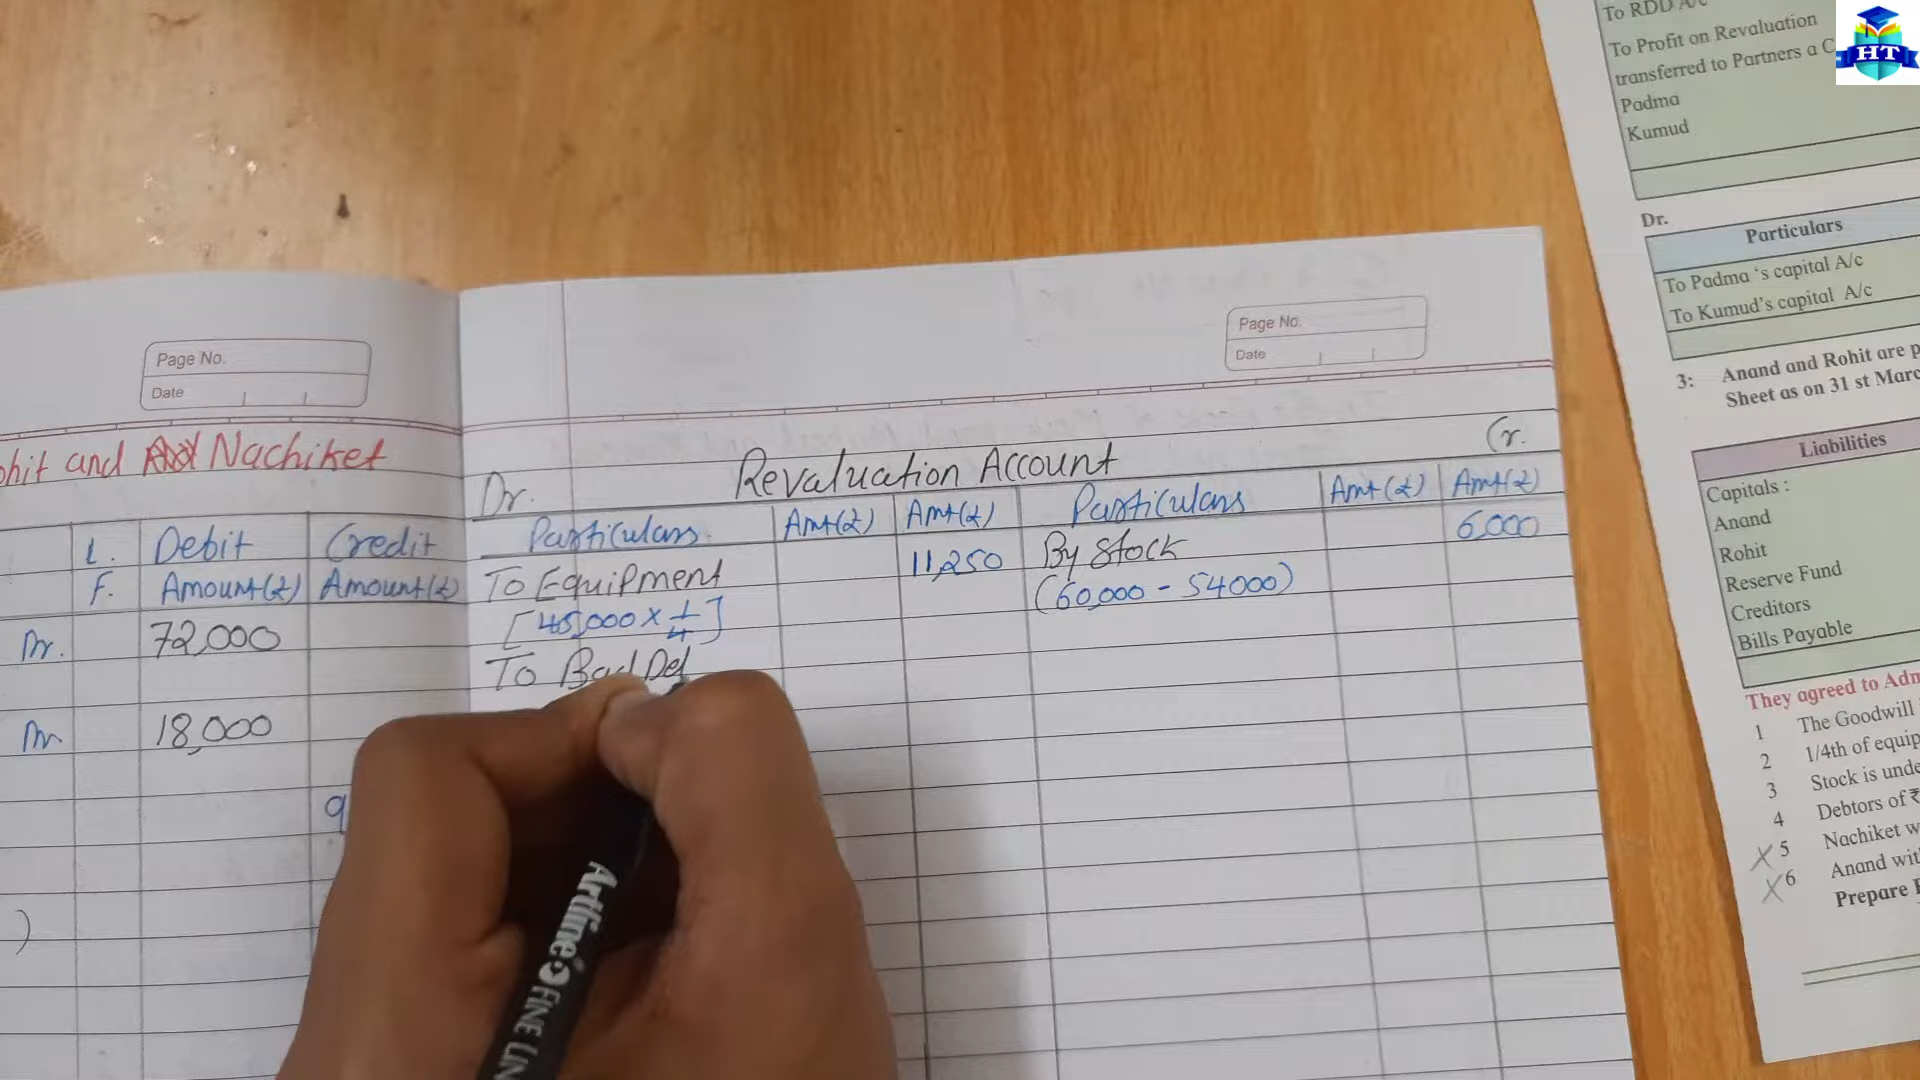 Page No.
Date
ohit and Nachiket
L.
F.
Debit
Amount(₹)
Credit
Amount(₹)
Dr.
72,000
Dr.
18,000
9
)
Page No.
Date
Revaluation Account
Dr.
Cr.
Particulars.
Amt(₹)
Amt(₹)
Particulars
Amt(₹)
Amt(₹)
To Equipment
11,250
By Stock
6,000
[45,000 × 1/4]
(60,000 - 54000)
To Bad Deb
Artline
FINE LIN
HT
To RDD A/c
To Profit on Revaluation
transferred to Partners a C
Padma
Kumud
Dr.
Particulars
To Padma 's capital A/c
To Kumud's capital A/c
3: Anand and Rohit are p
Sheet as on 31 st Marc
Liabilities
Capitals :
Anand
Rohit
Reserve Fund
Creditors
Bills Payable
They agreed to Adm
1 The Goodwill
2 1/4th of equip
3 Stock is unde
4 Debtors of ₹
X 5 Nachiket w
X 6 Anand wit
Prepare